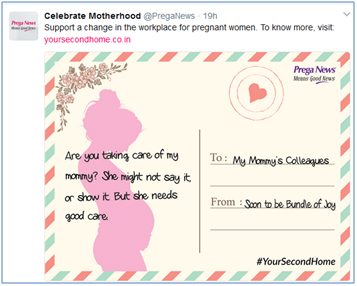 Prega News
Means Good News
Celebrate Motherhood @PregaNews · 19h
Support a change in the workplace for pregnant women. To know more, visit:
yoursecondhome.co.in
Prega News
Means Good News
Are you taking care of my
mommy? She might not say it
or show it. But she needs
good care.
To : My Mommy's Colleagues
From : Soon to be Bundle of Joy
#YourSecondHome